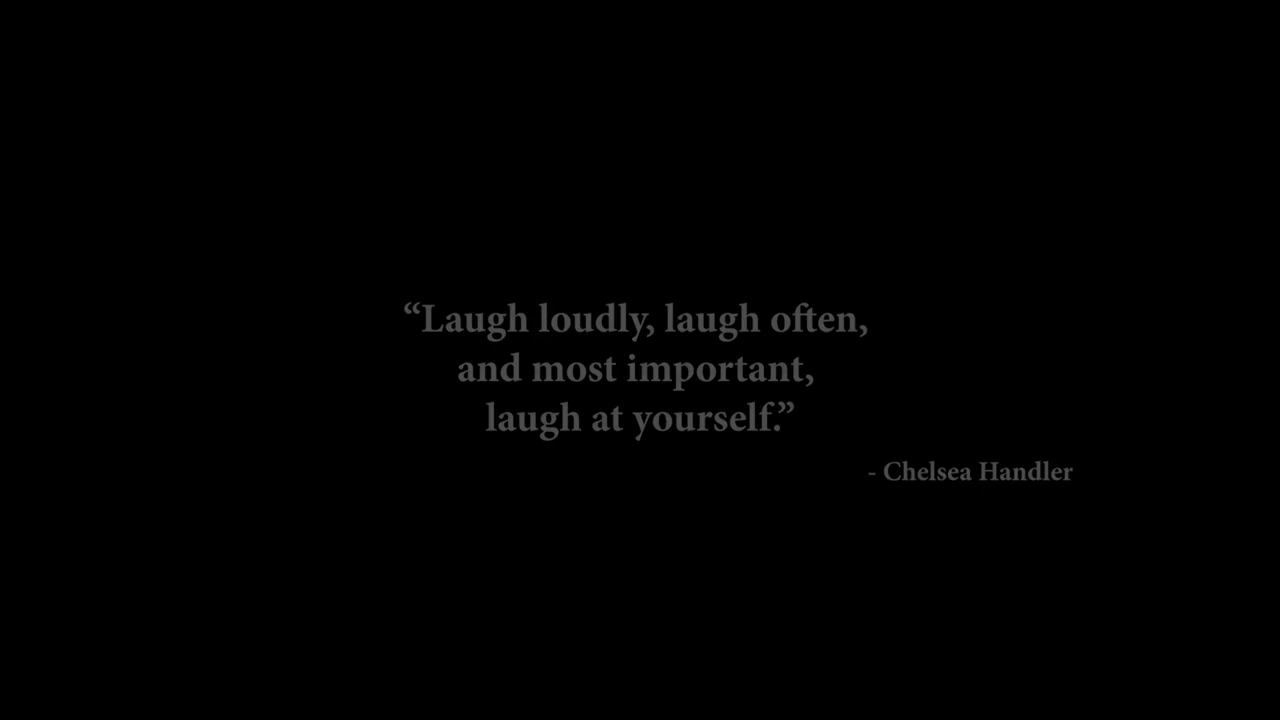 “Laugh loudly, laugh often,
and most important,
laugh at yourself.”
- Chelsea Handler